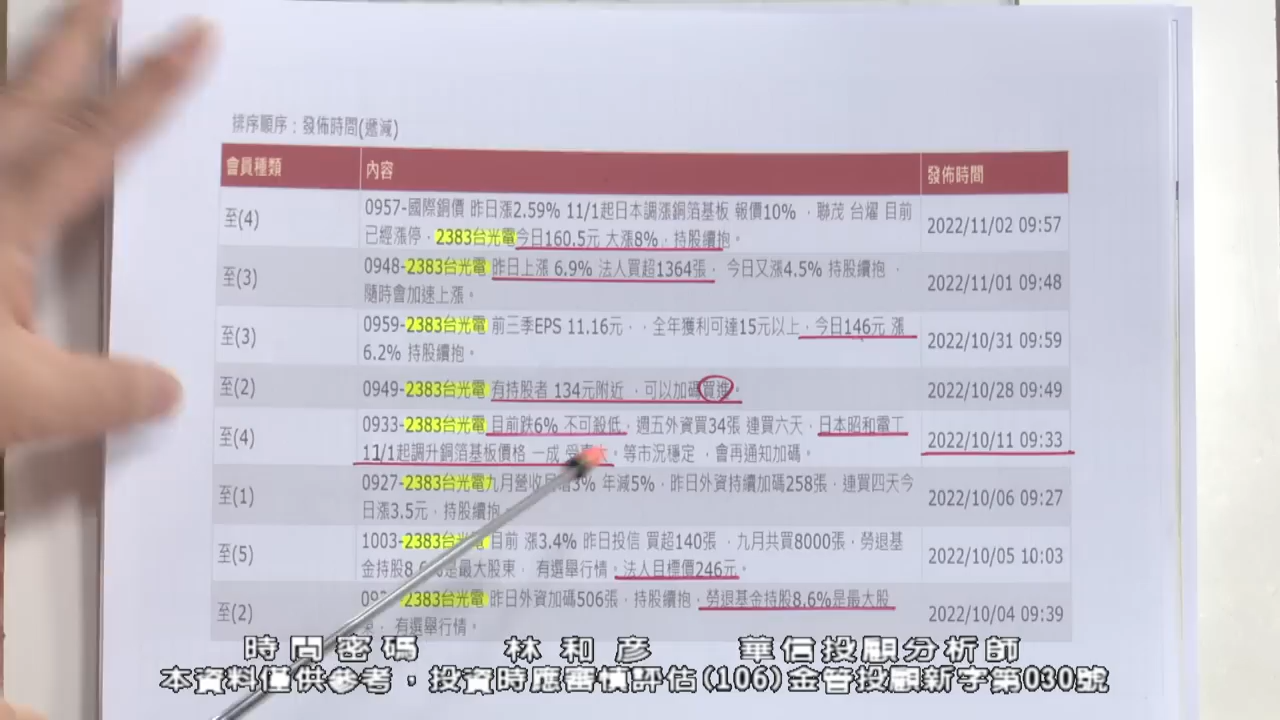 排序順序：發佈時間(遞減)
會員種類 內容 發佈時間
至(4) 0957-國際銅價 昨日漲2.59% 11/1起日本調漲銅箔基板 報價10% ，聯茂 台燿 目前 2022/11/02 09:57
已經漲停，2383台光電今日160.5元 大漲8%，持股續抱。
至(3) 0948-2383台光電 昨日上漲 6.9% 法人買超1364張， 今日又漲4.5% 持股續抱 ， 2022/11/01 09:48
隨時會加速上漲。
至(3) 0959-2383台光電 前三季EPS 11.16元，，全年獲利可達15元以上，今日146元 漲 2022/10/31 09:59
6.2% 持股續抱。
至(2) 0949-2383台光電 有持股者 134元附近 ，可以加碼買進。 2022/10/28 09:49
至(4) 0933-2383台光電 目前跌6% 不可殺低，週五外資買34張 連買六天，日本昭和電工 2022/10/11 09:33
11/1起調升銅箔基板價格 一成 受 大。等市況穩定 ，會再通知加碼。
至(1) 0927-2383台光電九月營收月增3% 年減5%，昨日外資持續加碼258張，連買四天今 2022/10/06 09:27
日漲3.5元，持股續抱。
至(5) 1003-2383台光電 目前 漲3.4% 昨日投信 買超140張 ，九月共買8000張，勞退基 2022/10/05 10:03
金持股8.6%是最大股東， 有選舉行情。法人目標價246元。
至(2) 2383台光電 昨日外資加碼506張，持股續抱，勞退基金持股8.6%是最大股 2022/10/04 09:39
東， 有選舉行情。
時間密碼 林和彥 華信投顧分析師
本資料僅供參考，投資時應審慎評估(106)金管投顧新字第030號